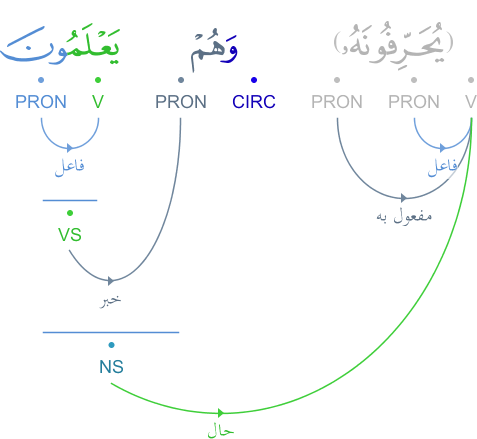 (يُحَرِّفُونَهُۥ) وَهُمْ يَعْلَمُونَ
V PRON PRON CIRC PRON V PRON
فاعل فاعل
مفعول به
VS
خبر
NS
حال